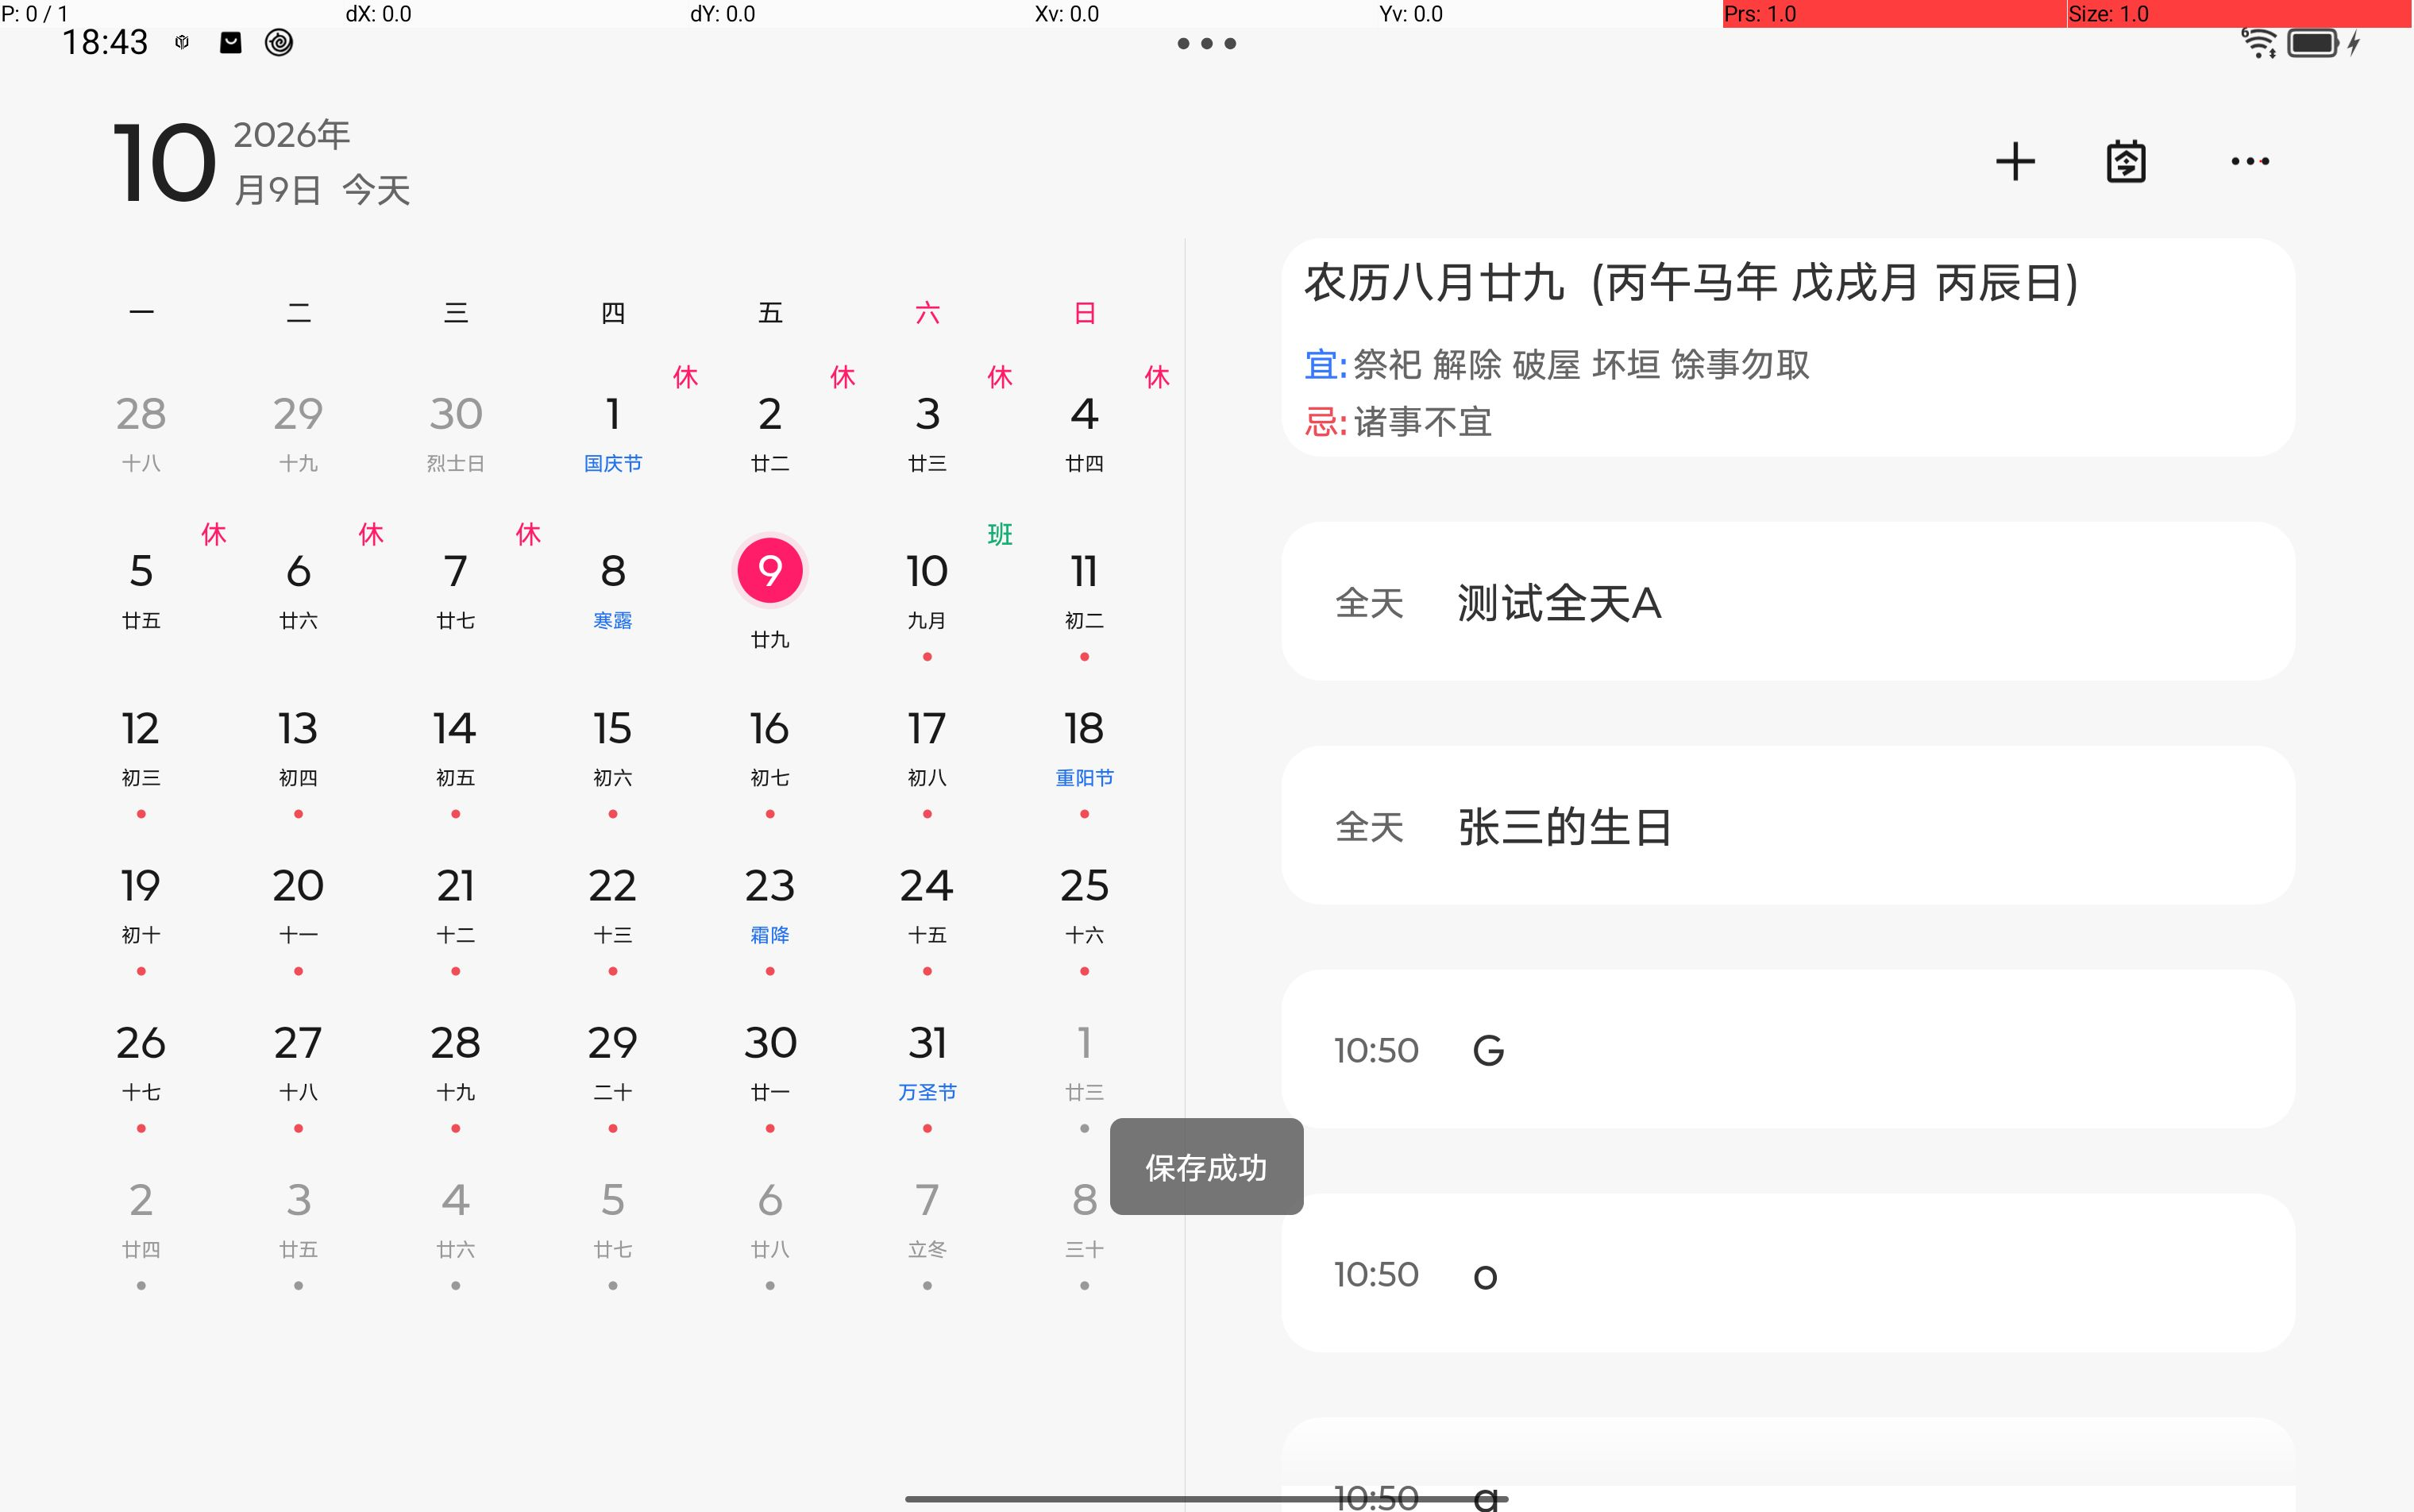 P: 0 / 1 dX: 0.0 dY: 0.0 Xv: 0.0 Yv: 0.0 Prs: 1.0 Size: 1.0
18:43
6
10 2026年
月9日 今天
一 二 三 四 五 六 日
休 休 休 休
28 29 30 1 2 3 4
十八 十九 烈士日 国庆节 廿二 廿三 廿四
休 休 休 班
5 6 7 8 9 10 11
廿五 廿六 廿七 寒露 廿九 九月 初二
12 13 14 15 16 17 18
初三 初四 初五 初六 初七 初八 重阳节
19 20 21 22 23 24 25
初十 十一 十二 十三 霜降 十五 十六
26 27 28 29 30 31 1
十七 十八 十九 二十 廿一 万圣节 廿三
2 3 4 5 6 7 8
廿四 廿五 廿六 廿七 廿八 立冬 三十
今
农历八月廿九 (丙午马年 戊戌月 丙辰日)
宜: 祭祀 解除 破屋 坏垣 馀事勿取
忌: 诸事不宜
全天 测试全天A
全天 张三的生日
10:50 G
保存成功
10:50 o
10:50 g